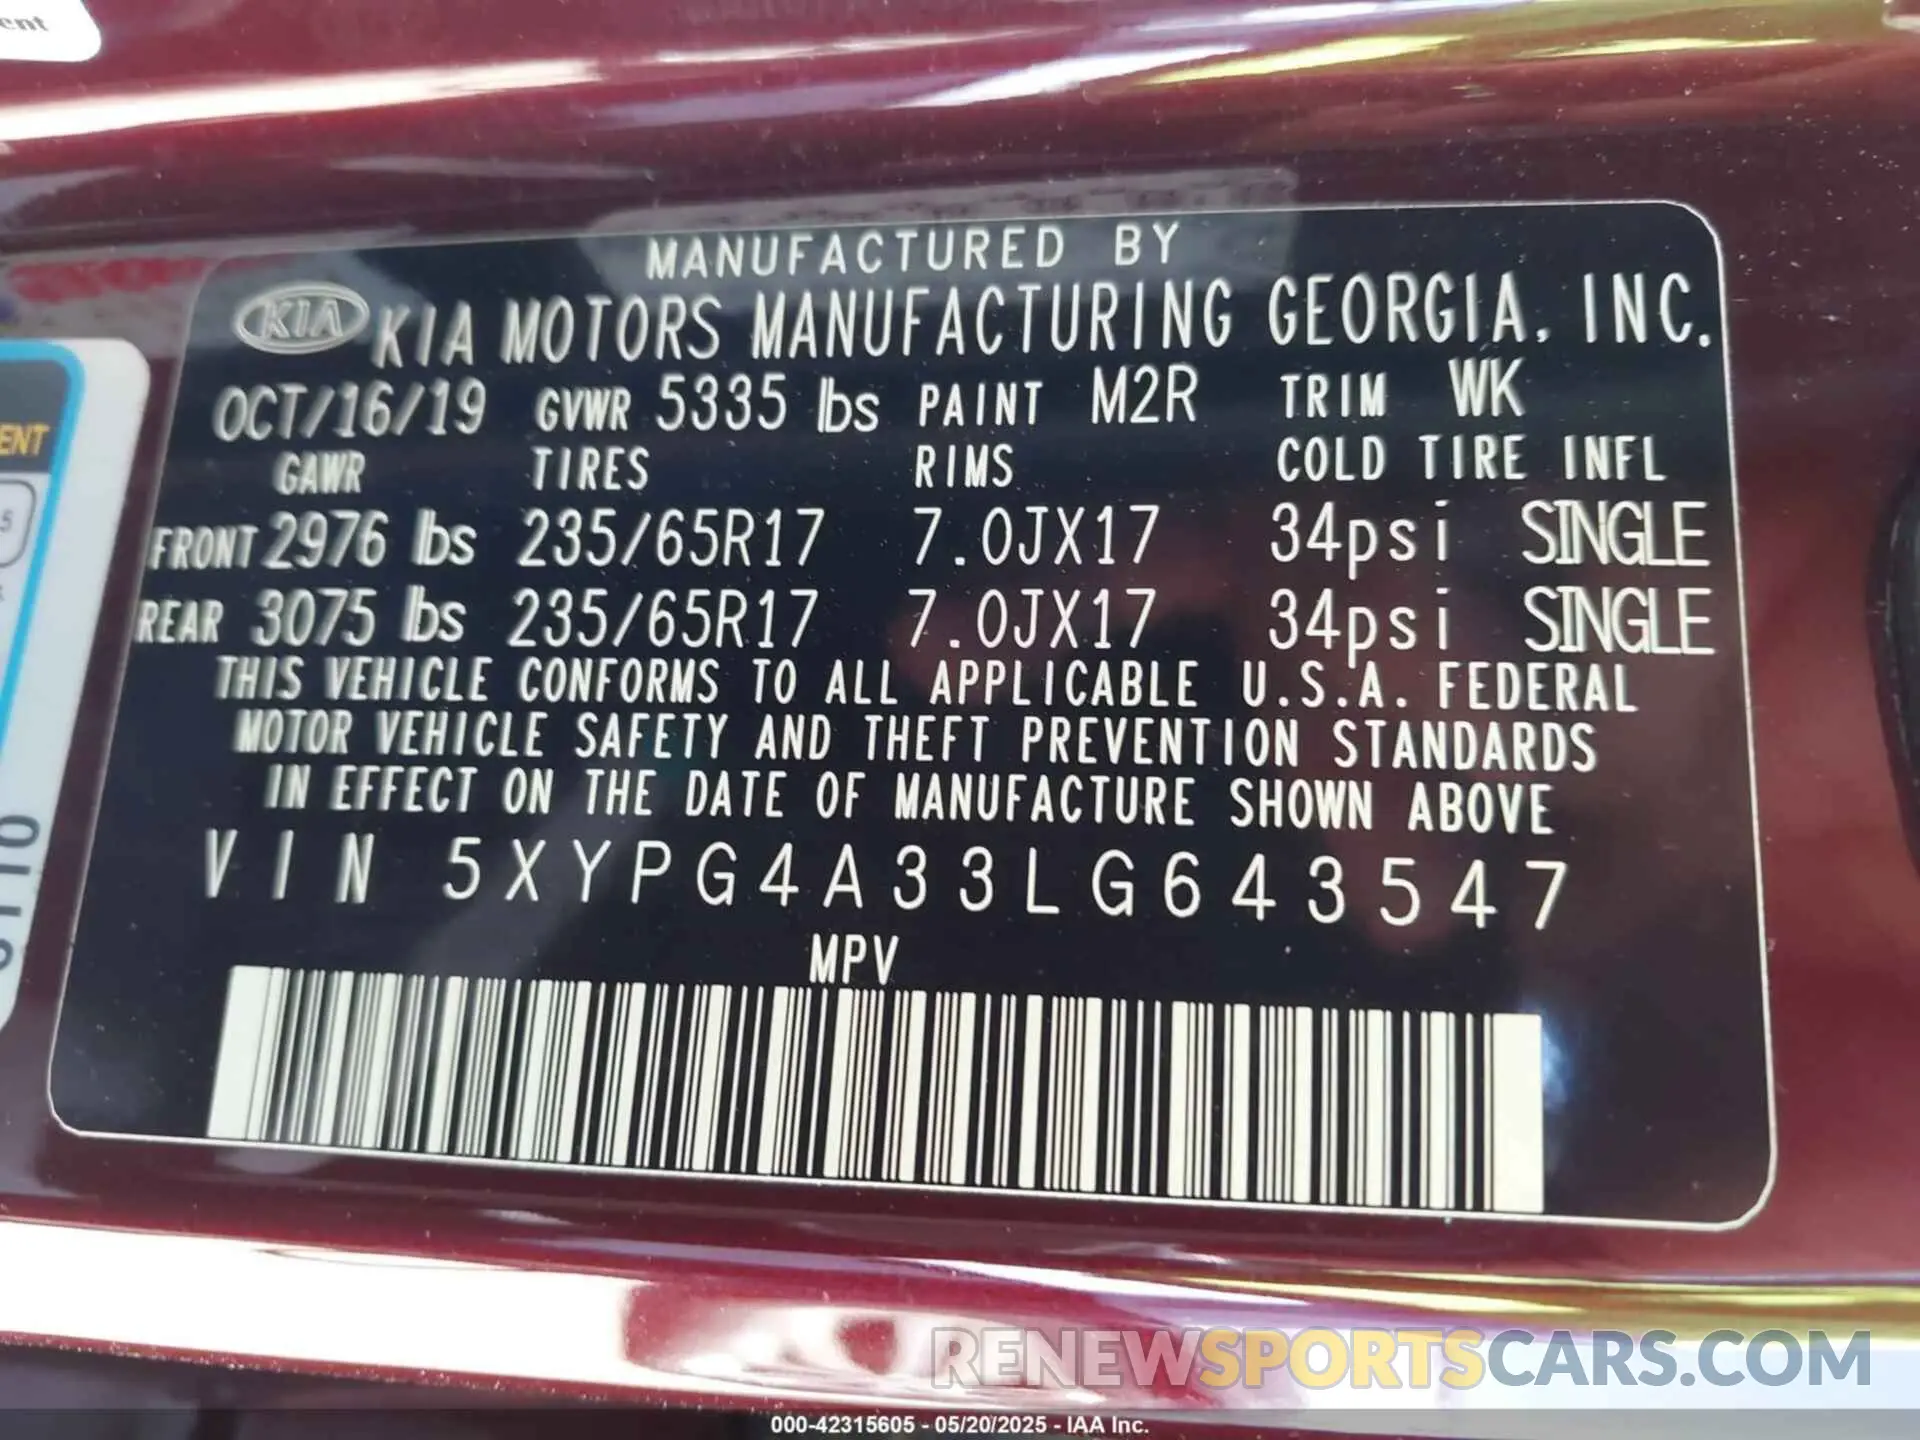 ent
MANUFACTURED BY
KIA KIA MOTORS MANUFACTURING GEORGIA, INC.
OCT/16/19 GVWR 5335 lbs PAINT M2R TRIM WK
GAWR TIRES RIMS COLD TIRE INFL
FRONT 2976 lbs 235/65R17 7.0JX17 34psi SINGLE
REAR 3075 lbs 235/65R17 7.0JX17 34psi SINGLE
THIS VEHICLE CONFORMS TO ALL APPLICABLE U.S.A. FEDERAL
MOTOR VEHICLE SAFETY AND THEFT PREVENTION STANDARDS
IN EFFECT ON THE DATE OF MANUFACTURE SHOWN ABOVE
VIN 5XYPG4A33LG643547
MPV
ENT
5
RENEWSPORTSCARS.COM
000-42315605 - 05/20/2025 - IAA Inc.